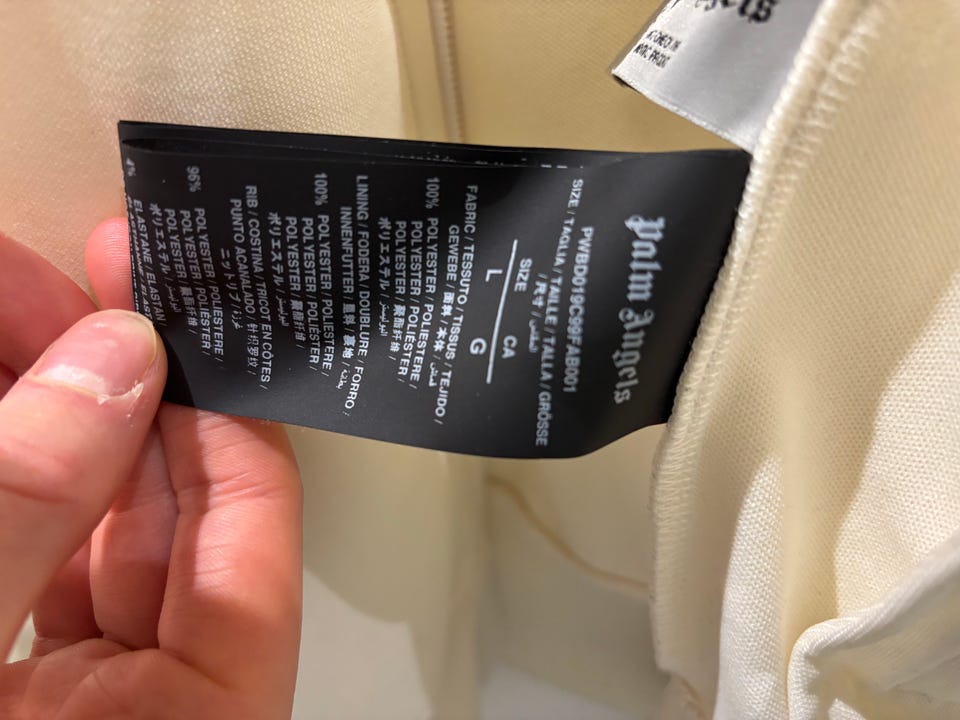 Palm Angels
PWBD019C99FAB001
SIZE / TAGLIA / TAILLE / TALLA / GRÖSSE
/ 尺寸 / المقاس
SIZE CA
L G
FABRIC / TESSUTO / TISSUS / TEJIDO /
GEWEBE / 面料 / 本体 / قماش
100% POLYESTER / POLIESTERE /
POLYESTER / POLIÉSTER /
POLYESTER / 聚酯纤维 /
ポリエステル / البوليستر
LINING / FODERA / DOUBLURE / FORRO /
INNENFUTTER / 里料 / 裏地 / بطانة
100% POLYESTER / POLIESTERE /
POLYESTER / POLIÉSTER /
POLYESTER / 聚酯纤维 /
ポリエステル / البوليستر
RIB / COSTINA / TRICOT EN CÔTES /
PUNTO ACANALADO / 针织罗纹 /
ニットリブ /
96% POLYESTER / POLIESTERE /
POLYESTER / POLIÉSTER /
POLYESTER / 聚酯纤维 /
ポリエステル / البوليستر
4% ELASTANE / ELASTAN /